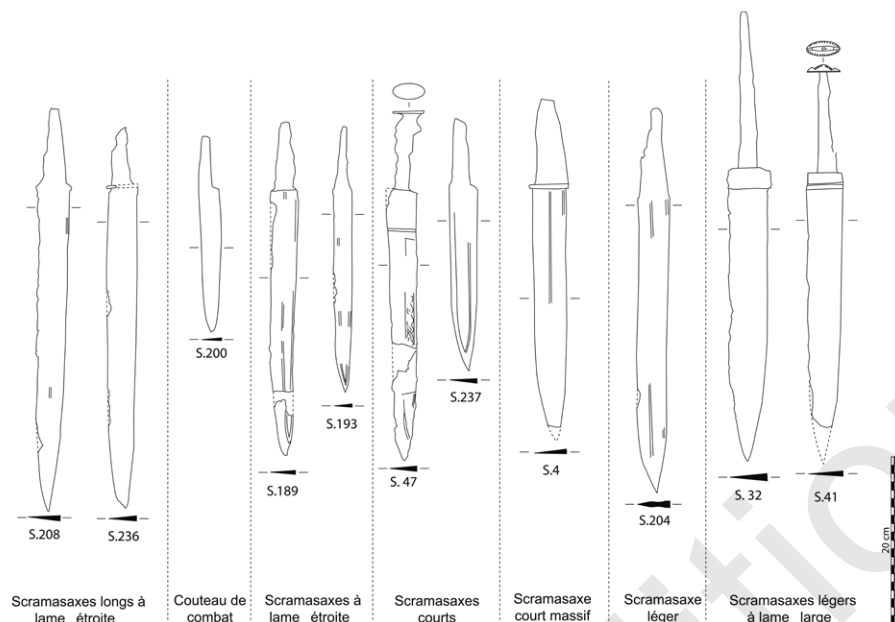 S.208
S.236
S.200
S.189
S.193
S. 47
S.237
S.4
S.204
S. 32
S.41
20 cm
Scramasaxes longs à
lame étroite
Couteau de
combat
Scramasaxes à
lame étroite
Scramasaxes
courts
Scramasaxe
court massif
Scramasaxe
léger
Scramasaxes légers
à lame large